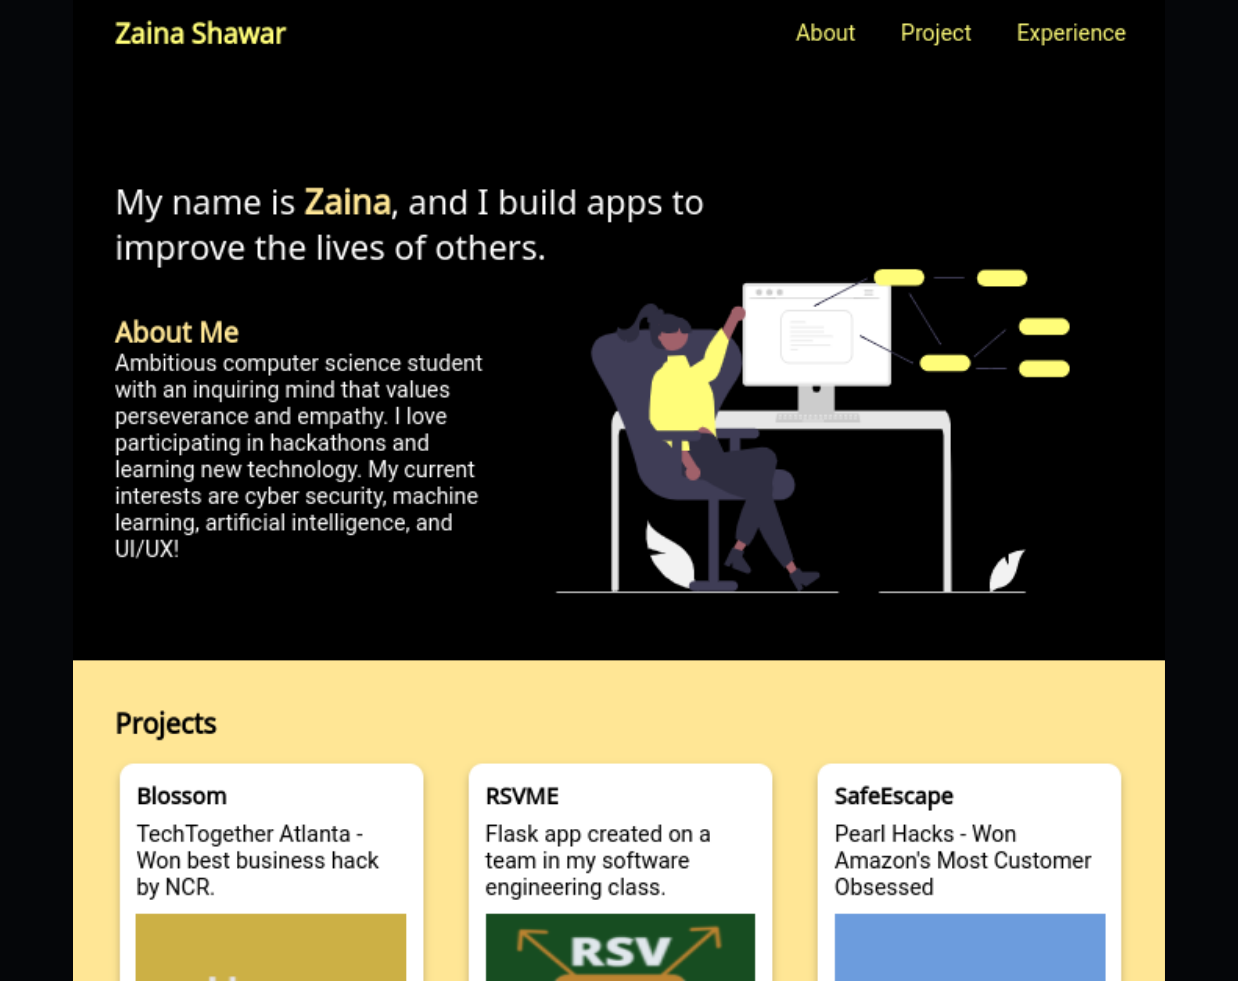 Zaina Shawar
About Project Experience
My name is Zaina, and I build apps to
improve the lives of others.
About Me
Ambitious computer science student
with an inquiring mind that values
perseverance and empathy. I love
participating in hackathons and
learning new technology. My current
interests are cyber security, machine
learning, artificial intelligence, and
UI/UX!
Projects
Blossom
TechTogether Atlanta -
Won best business hack
by NCR.
RSVME
Flask app created on a
team in my software
engineering class.
RSV
SafeEscape
Pearl Hacks - Won
Amazon's Most Customer
Obsessed